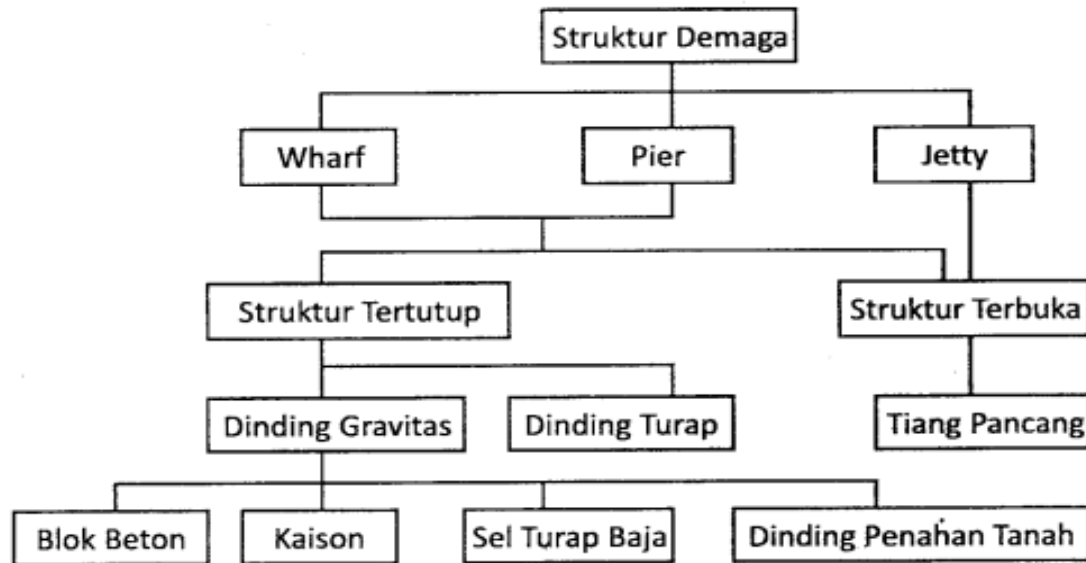 Struktur Demaga
Wharf
Pier
Jetty
Struktur Tertutup
Struktur Terbuka
Dinding Gravitas
Dinding Turap
Tiang Pancang
Blok Beton
Kaison
Sel Turap Baja
Dinding Penahan Tanah